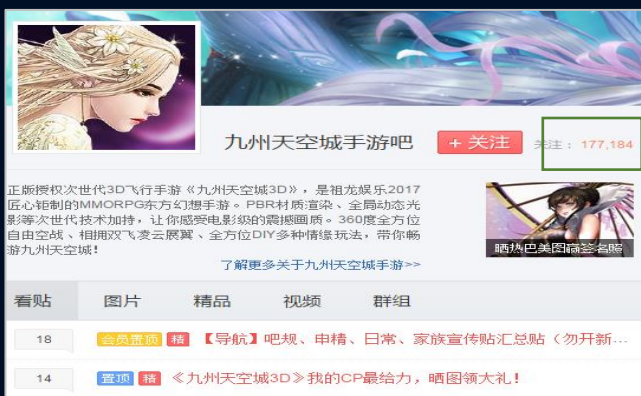 九州天空城手游吧
+ 关注
关注： 177,184
正版授权次世代3D飞行手游《九州天空城3D》，是祖龙娱乐2017
匠心钜制的MMORPG东方幻想手游。PBR材质渲染、全局动态光
影等次世代技术加持，让你感受电影级的震撼画质。360度全方位
自由空战、相拥双飞凌云展翼、全方位DIY多种情缘玩法，带你畅
游九州天空城！
晒热巴美图赢签名照
了解更多关于九州天空城手游>>
看贴 图片 精品 视频 群组
18 会员置顶 精 【导航】吧规、申精、日常、家族宣传贴汇总贴（勿开新...
14 置顶 精 《九州天空城3D》我的CP最给力，晒图领大礼！